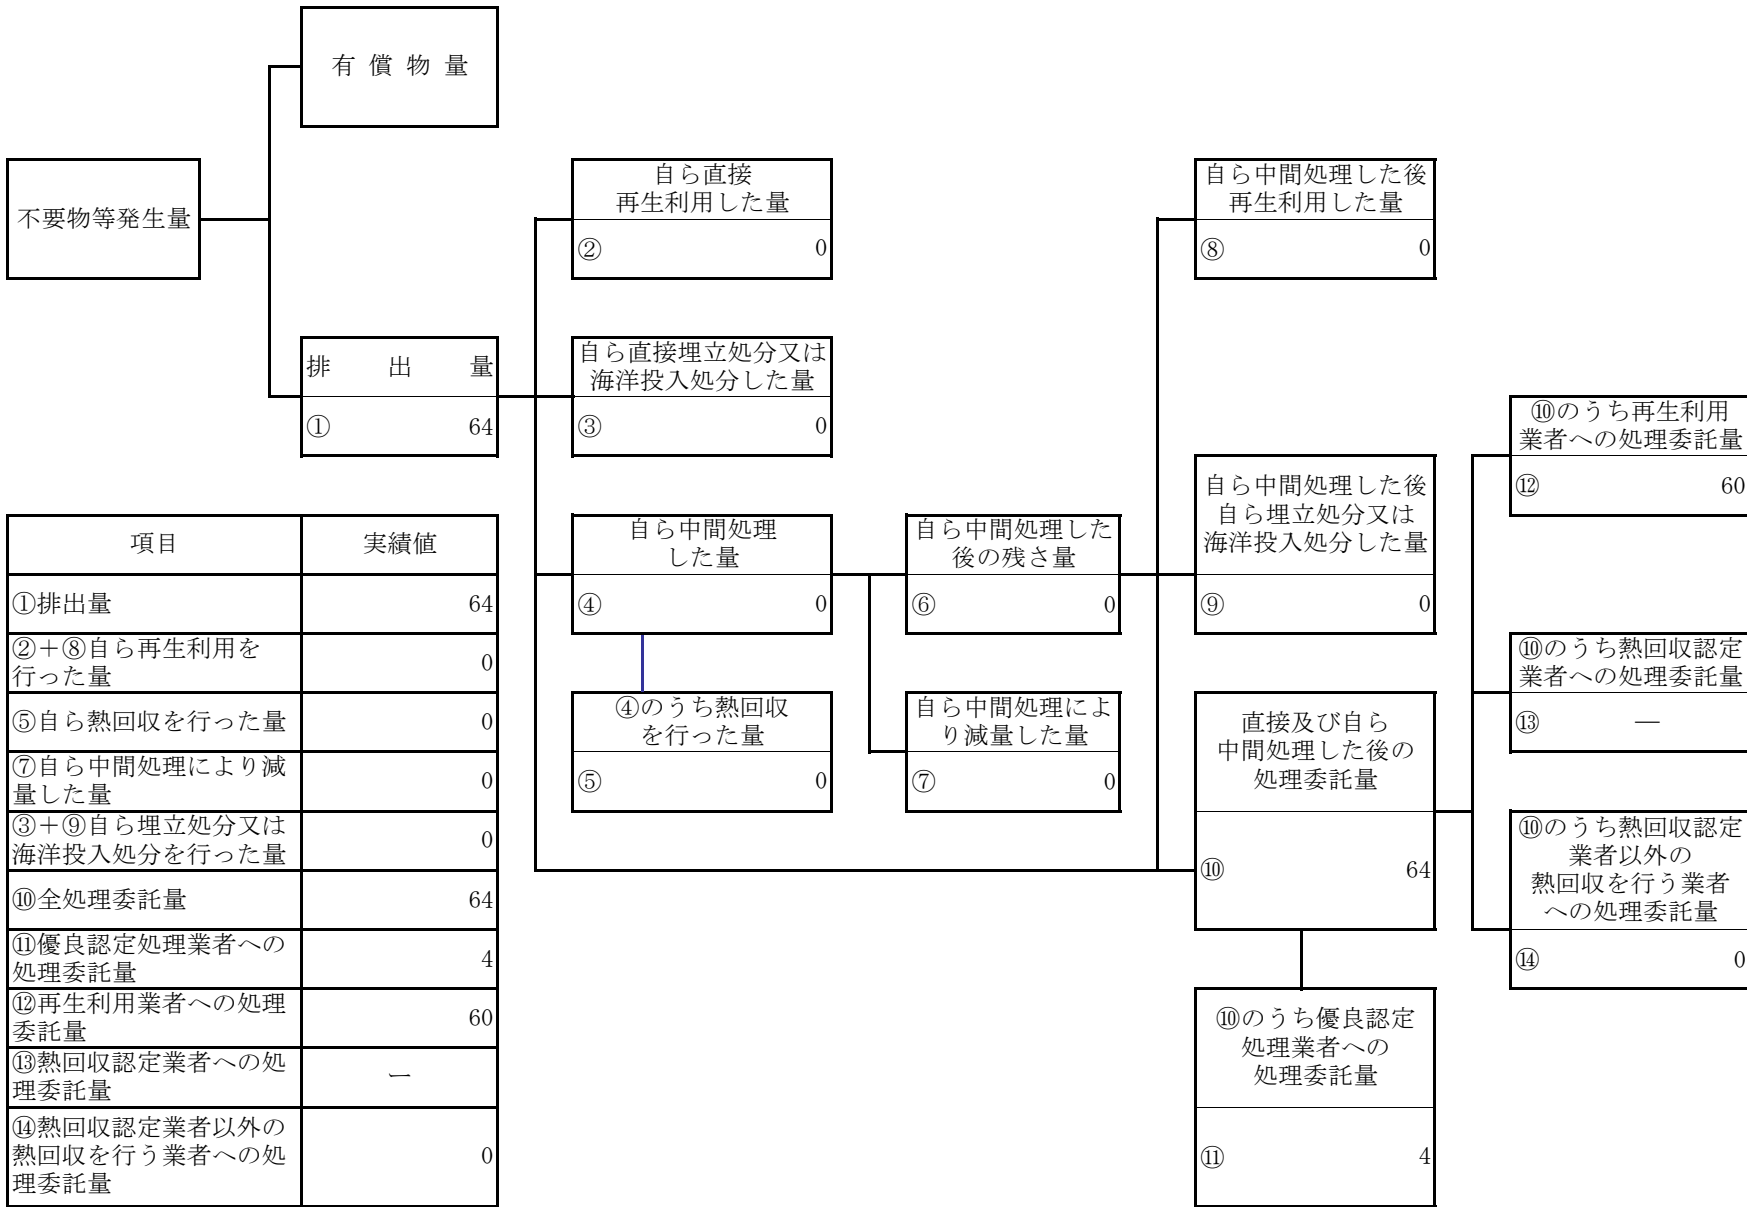 有償物量
不要物等発生量
自ら直接
再生利用した量
② 0
自ら中間処理した後
再生利用した量
⑧ 0
排出量
① 64
自ら直接埋立処分又は
海洋投入処分した量
③ 0
⑩のうち再生利用
業者への処理委託量
⑫ 60
自ら中間処理した後
自ら埋立処分又は
海洋投入処分した量
⑨ 0
自ら中間処理
した量
④ 0
自ら中間処理した
後の残さ量
⑥ 0
⑩のうち熱回収認定
業者への処理委託量
⑬ ―
④のうち熱回収
を行った量
⑤ 0
自ら中間処理によ
り減量した量
⑦ 0
直接及び自ら
中間処理した後の
処理委託量
⑩ 64
⑩のうち熱回収認定
業者以外の
熱回収を行う業者
への処理委託量
⑭ 0
⑩のうち優良認定
処理業者への
処理委託量
⑪ 4
項目 実績値
①排出量 64
②＋⑧自ら再生利用を
行った量 0
⑤自ら熱回収を行った量 0
⑦自ら中間処理により減
量した量 0
③＋⑨自ら埋立処分又は
海洋投入処分を行った量 0
⑩全処理委託量 64
⑪優良認定処理業者への
処理委託量 4
⑫再生利用業者への処理
委託量 60
⑬熱回収認定業者への処
理委託量 ー
⑭熱回収認定業者以外の
熱回収を行う業者への処
理委託量 0